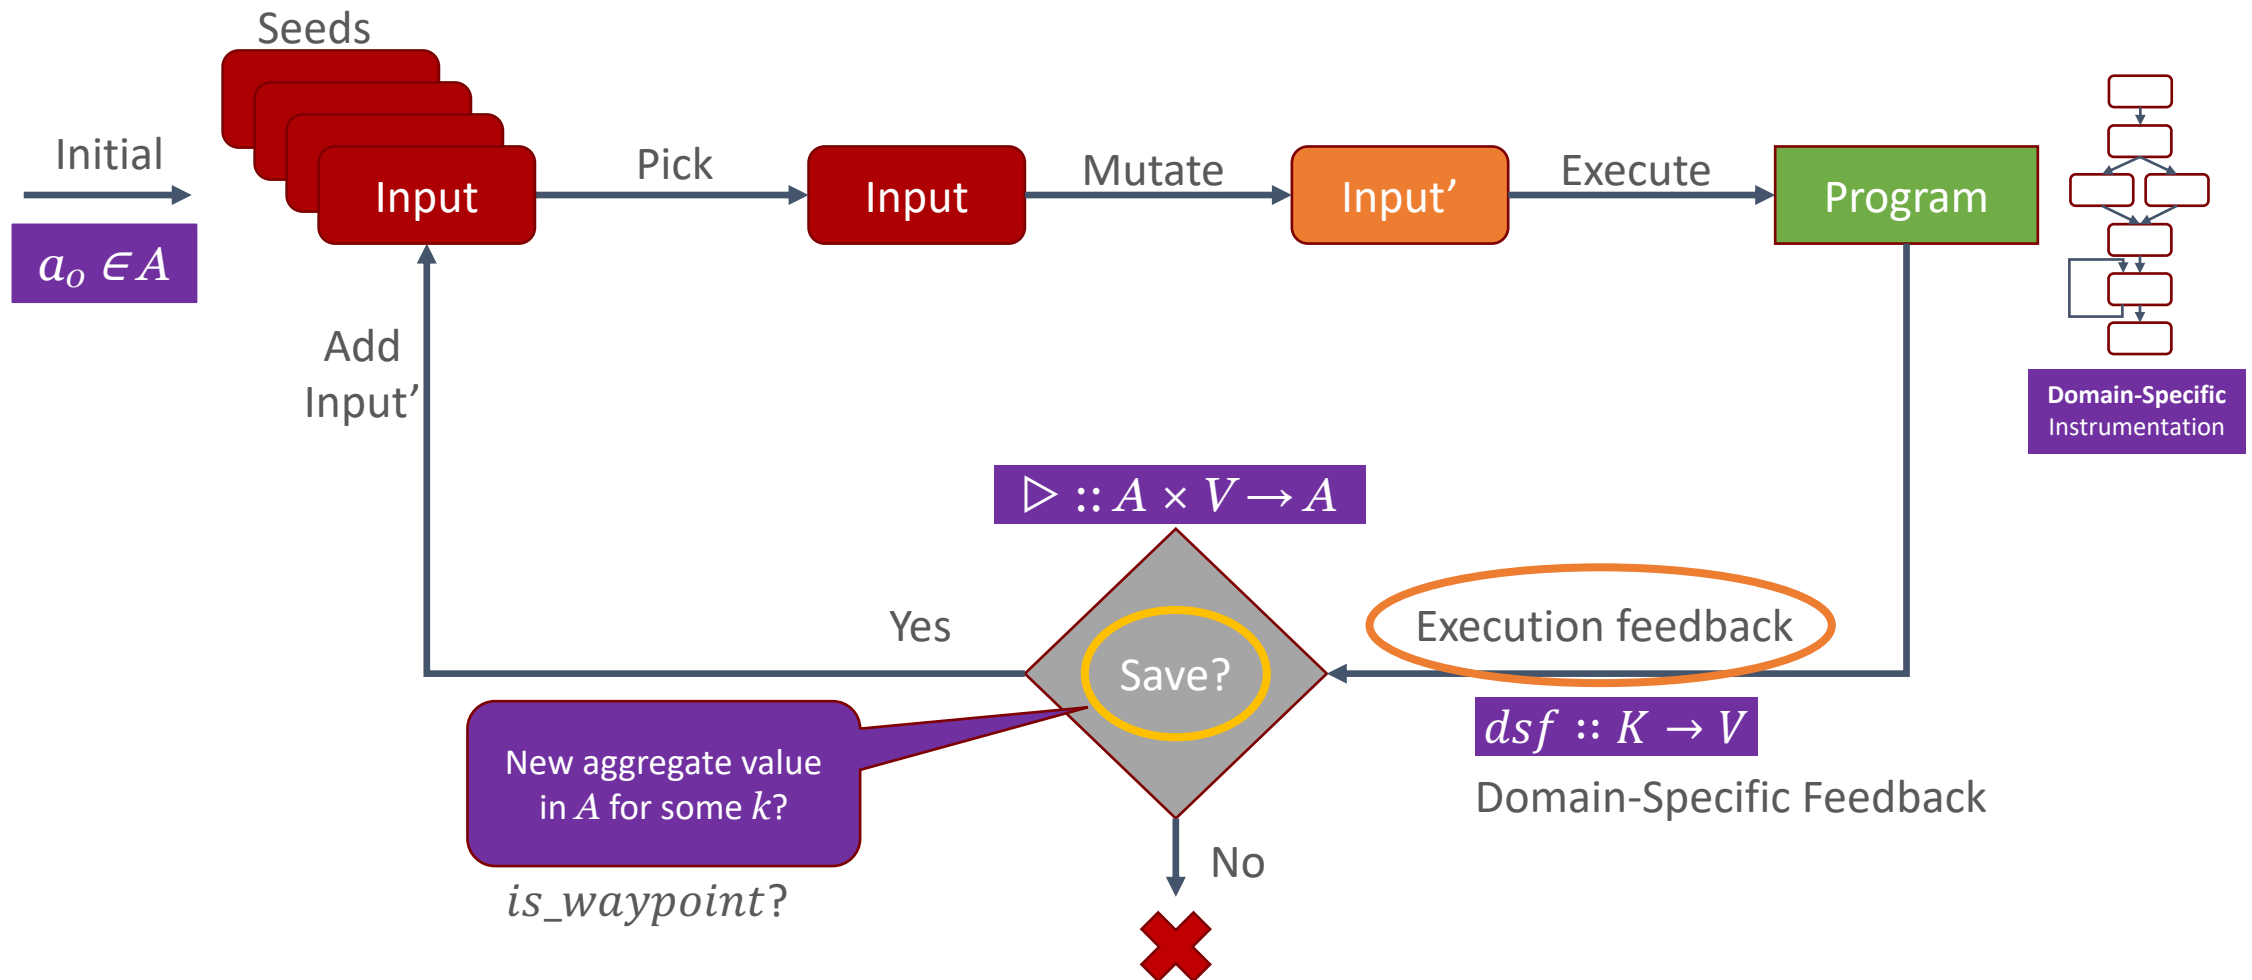 Seeds
Initial
Input
Pick
Input
Mutate
Input’
Execute
Program
a₀ ∈ A
Add
Input’
Domain-Specific
Instrumentation
▷ :: A × V → A
Yes
Save?
Execution feedback
dsf :: K → V
New aggregate value
in A for some k?
Domain-Specific Feedback
No
is_waypoint?